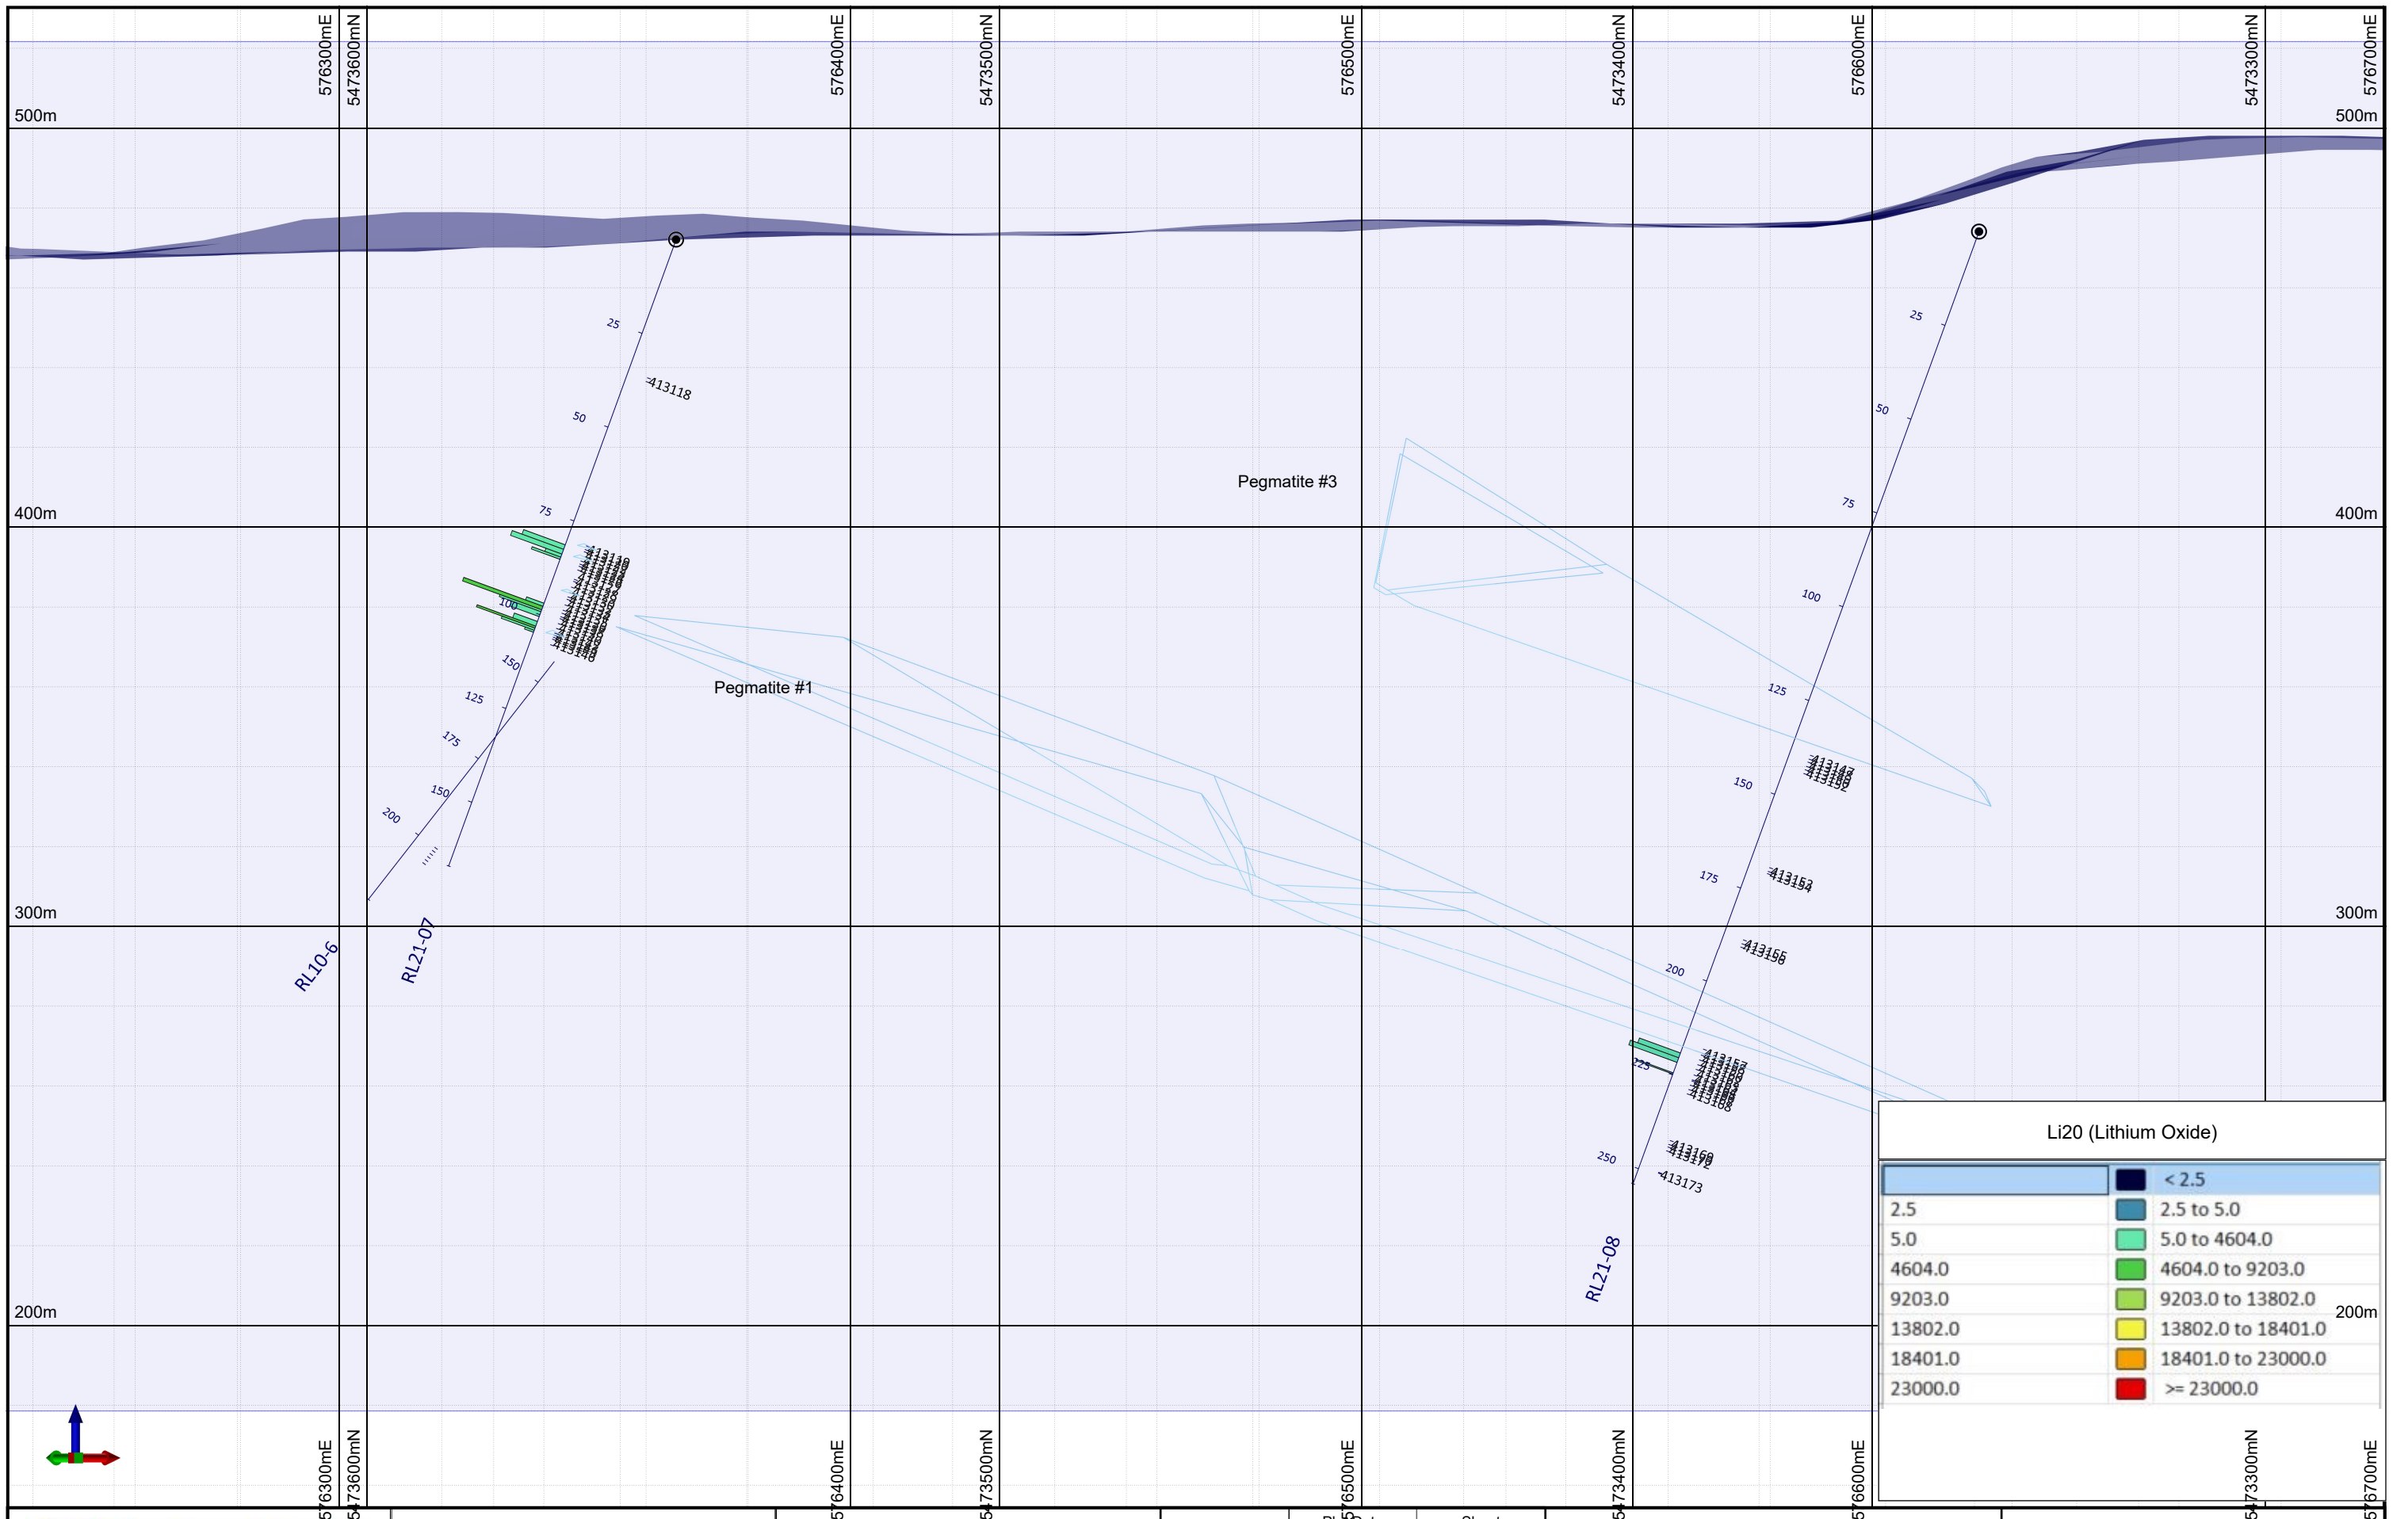 576300mE
5473600mN
576400mE
5473500mN
576500mE
5473400mN
576600mE
5473300mN
576700mE
500m
500m
25
413118
50
75
100
150
125
175
150
200
RL10-6
RL21-07
Pegmatite #1
Pegmatite #3
400m
400m
25
50
75
100
125
150
175
413154
300m
300m
200
413156
225
250
413173
RL21-08
200m
200m
Li20 (Lithium Oxide)
< 2.5
2.5 2.5 to 5.0
5.0 5.0 to 4604.0
4604.0 4604.0 to 9203.0
9203.0 9203.0 to 13802.0
13802.0 13802.0 to 18401.0
18401.0 18401.0 to 23000.0
23000.0 >= 23000.0
576300mE
5473600mN
576400mE
5473500mN
576500mE
5473400mN
576600mE
5473300mN
576700mE